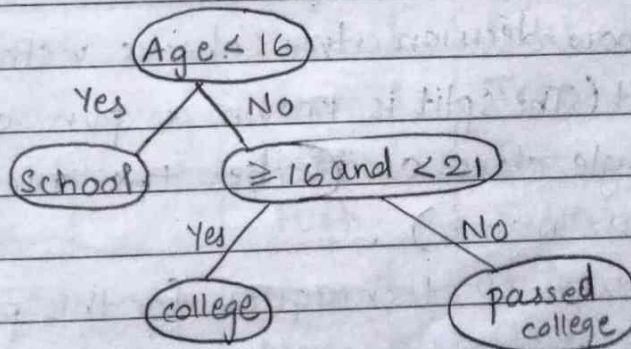 Age < 16
Yes No
School ≥ 16 and < 21
Yes No
college passed
college